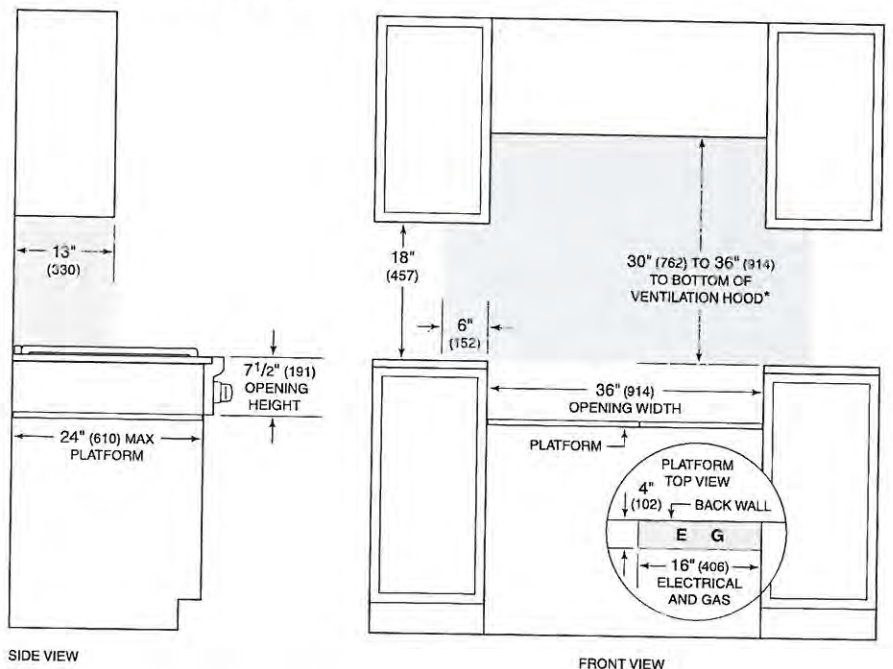 13"
(330)
7 1/2" (191)
OPENING
HEIGHT
24" (610) MAX
PLATFORM
SIDE VIEW
18"
(457)
30" (762) TO 36" (914)
TO BOTTOM OF
VENTILATION HOOD*
6"
(152)
36" (914)
OPENING WIDTH
PLATFORM
PLATFORM
TOP VIEW
4"
(102)
BACK WALL
E G
16" (406)
ELECTRICAL
AND GAS
FRONT VIEW